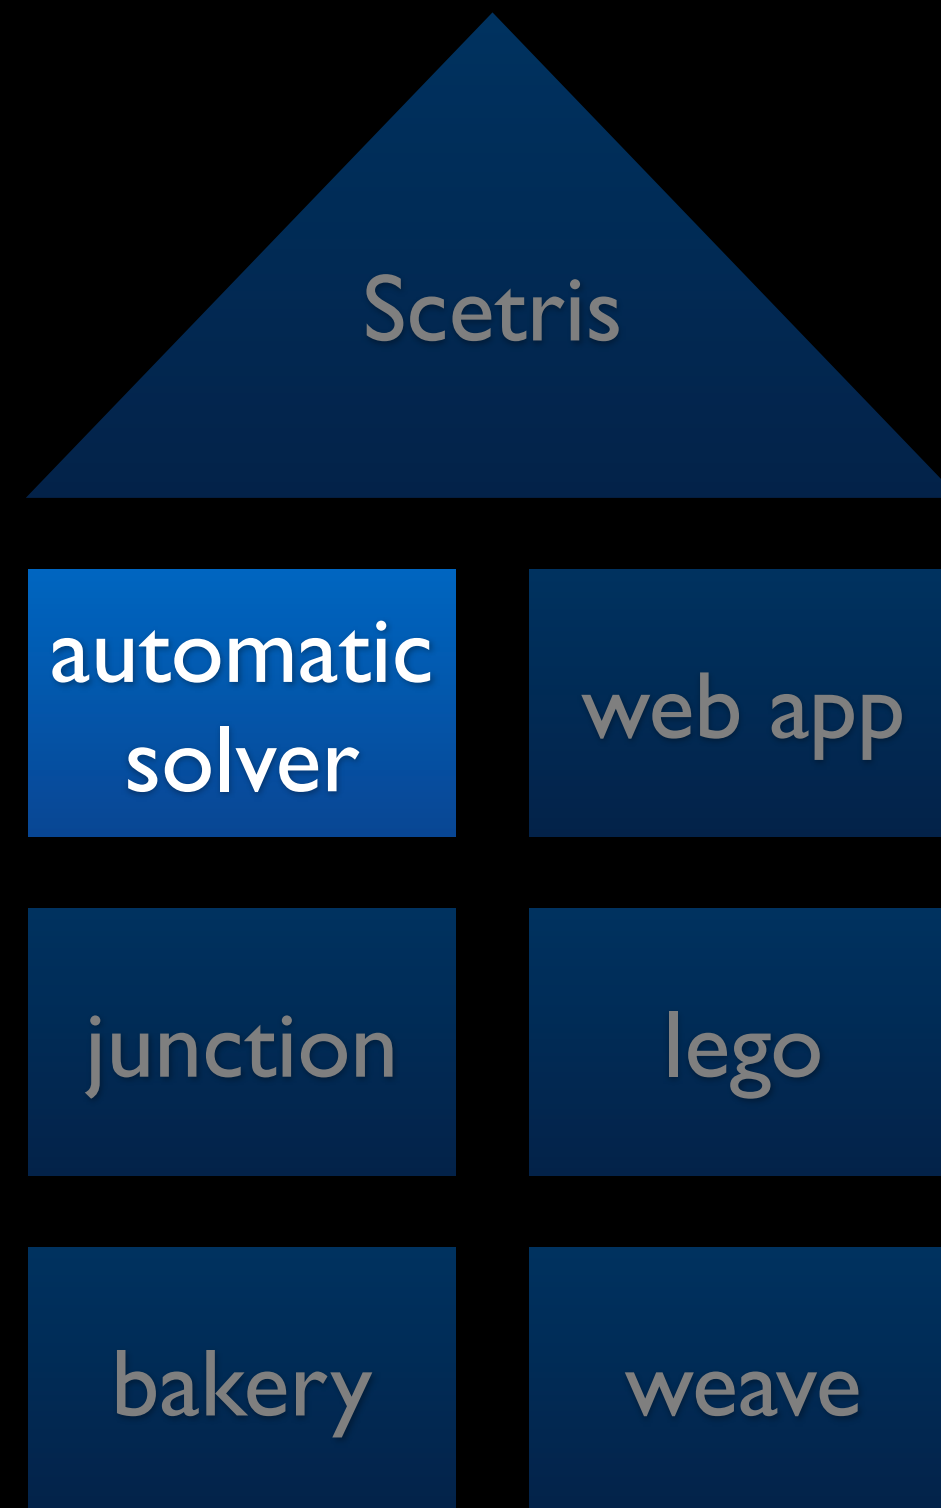 Scetris
automatic
solver
web app
junction
lego
bakery
weave